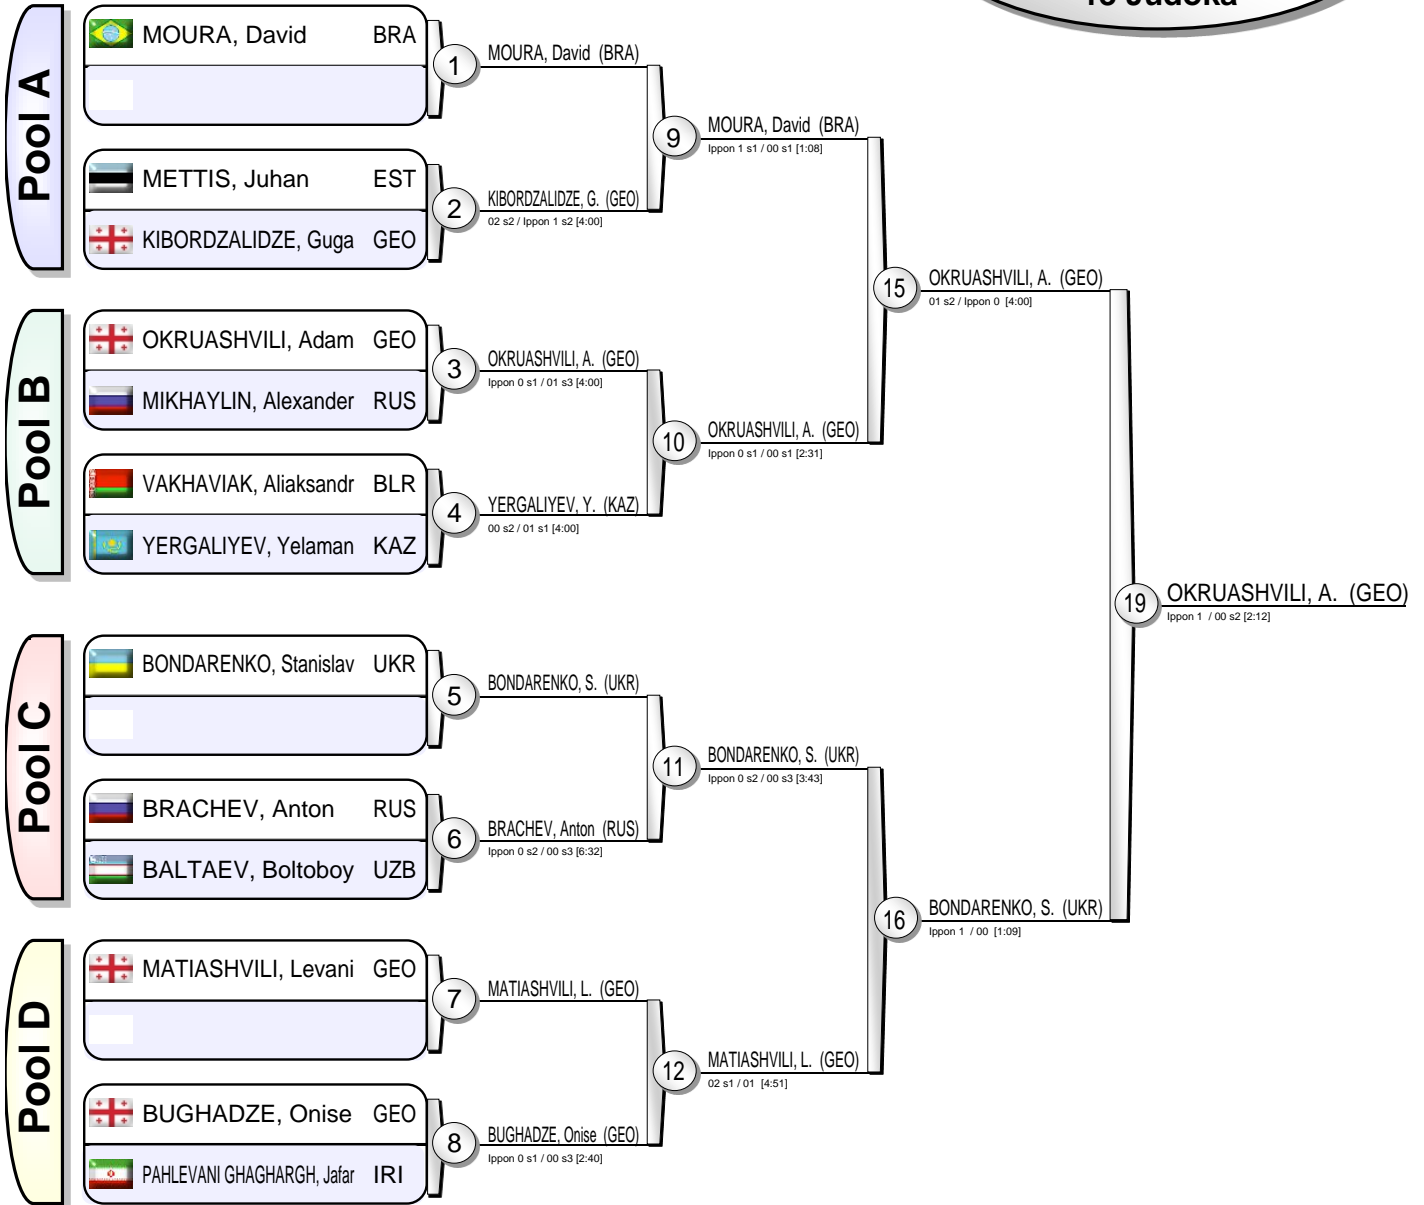 13 Judoka
Pool A
MOURA, David BRA
METTIS, Juhan EST
KIBORDZALIDZE, Guga GEO
1
MOURA, David (BRA)
2
KIBORDZALIDZE, G. (GEO)
02 s2 / Ippon 1 s2 [4:00]
9
MOURA, David (BRA)
Ippon 1 s1 / 00 s1 [1:08]
Pool B
OKRUASHVILI, Adam GEO
MIKHAYLIN, Alexander RUS
VAKHAVIAK, Aliaksandr BLR
YERGALIYEV, Yelaman KAZ
3
OKRUASHVILI, A. (GEO)
Ippon 0 s1 / 01 s3 [4:00]
4
YERGALIYEV, Y. (KAZ)
00 s2 / 01 s1 [4:00]
10
OKRUASHVILI, A. (GEO)
Ippon 0 s1 / 00 s1 [2:31]
15
OKRUASHVILI, A. (GEO)
01 s2 / Ippon 0 [4:00]
19
OKRUASHVILI, A. (GEO)
Ippon 1 / 00 s2 [2:12]
Pool C
BONDARENKO, Stanislav UKR
BRACHEV, Anton RUS
BALTAEV, Boltoboy UZB
5
BONDARENKO, S. (UKR)
6
BRACHEV, Anton (RUS)
Ippon 0 s2 / 00 s3 [6:32]
11
BONDARENKO, S. (UKR)
Ippon 0 s2 / 00 s3 [3:43]
16
BONDARENKO, S. (UKR)
Ippon 1 / 00 [1:09]
Pool D
MATIASHVILI, Levani GEO
BUGHADZE, Onise GEO
PAHLEVANI GHAGHARGH, Jafar IRI
7
MATIASHVILI, L. (GEO)
8
BUGHADZE, Onise (GEO)
Ippon 0 s1 / 00 s3 [2:40]
12
MATIASHVILI, L. (GEO)
02 s1 / 01 [4:51]